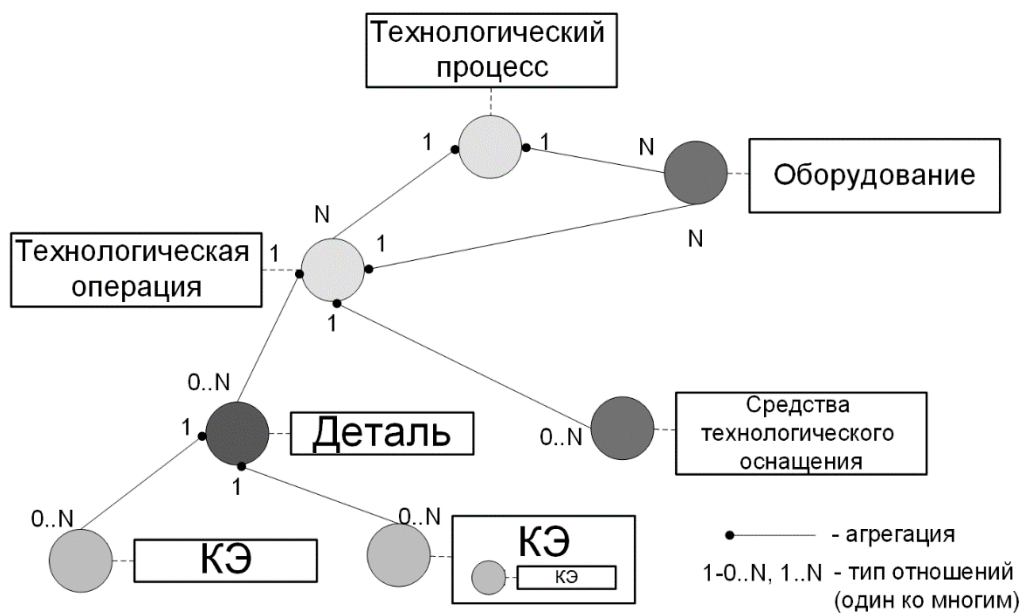 Технологический
процесс
1
1
N
Оборудование
N
N
Технологическая
операция
1
1
1
0..N
Деталь
1
1
0..N
Средства
технологического
оснащения
0..N
КЭ
0..N
КЭ
КЭ
- агрегация
1-0..N, 1..N - тип отношений
(один ко многим)